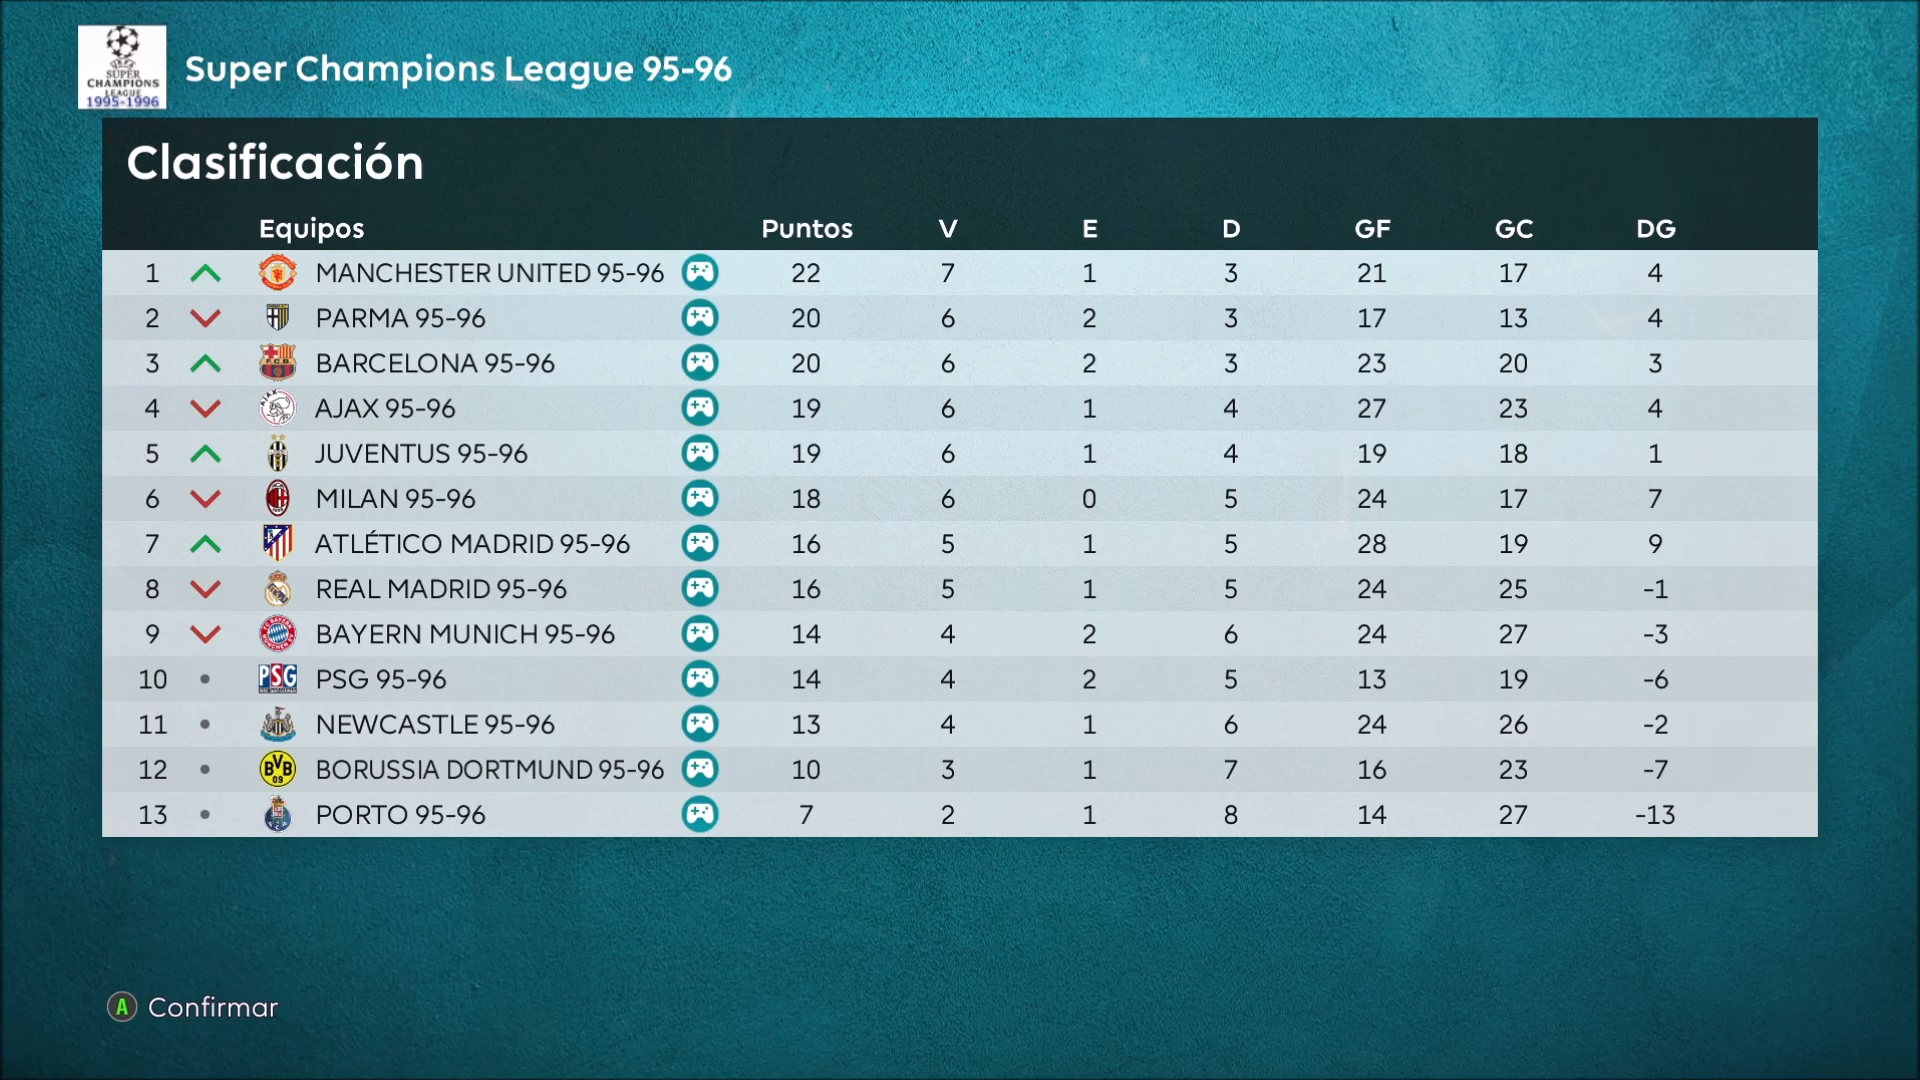 SUPER
CHAMPIONS
LEAGUE
1995-1996
Super Champions League 95-96
Clasificación
Equipos Puntos V E D GF GC DG
1 MANCHESTER UNITED 95-96 22 7 1 3 21 17 4
2 PARMA 95-96 20 6 2 3 17 13 4
3 BARCELONA 95-96 20 6 2 3 23 20 3
4 AJAX 95-96 19 6 1 4 27 23 4
5 JUVENTUS 95-96 19 6 1 4 19 18 1
6 MILAN 95-96 18 6 0 5 24 17 7
7 ATLÉTICO MADRID 95-96 16 5 1 5 28 19 9
8 REAL MADRID 95-96 16 5 1 5 24 25 -1
9 BAYERN MUNICH 95-96 14 4 2 6 24 27 -3
10 PSG PSG 95-96 14 4 2 5 13 19 -6
11 NEWCASTLE 95-96 13 4 1 6 24 26 -2
12 BVB 09 BORUSSIA DORTMUND 95-96 10 3 1 7 16 23 -7
13 PORTO 95-96 7 2 1 8 14 27 -13
A Confirmar